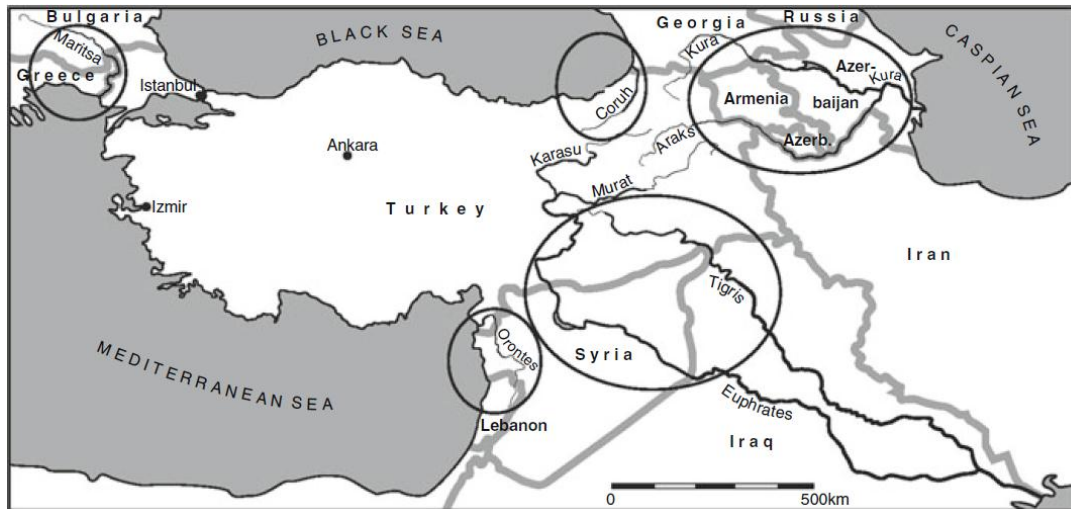 Bulgaria
Maritsa
Greece
Istanbul
BLACK SEA
Georgia
Russia
Kura
CASPIAN SEA
Azer-
Kura
baijan
Armenia
Azerb.
Coruh
Ankara
Karasu
Araks
Murat
Izmir
Turkey
Iran
Tigris
Orontes
Syria
MEDITERRANEAN SEA
Euphrates
Lebanon
Iraq
0 500km